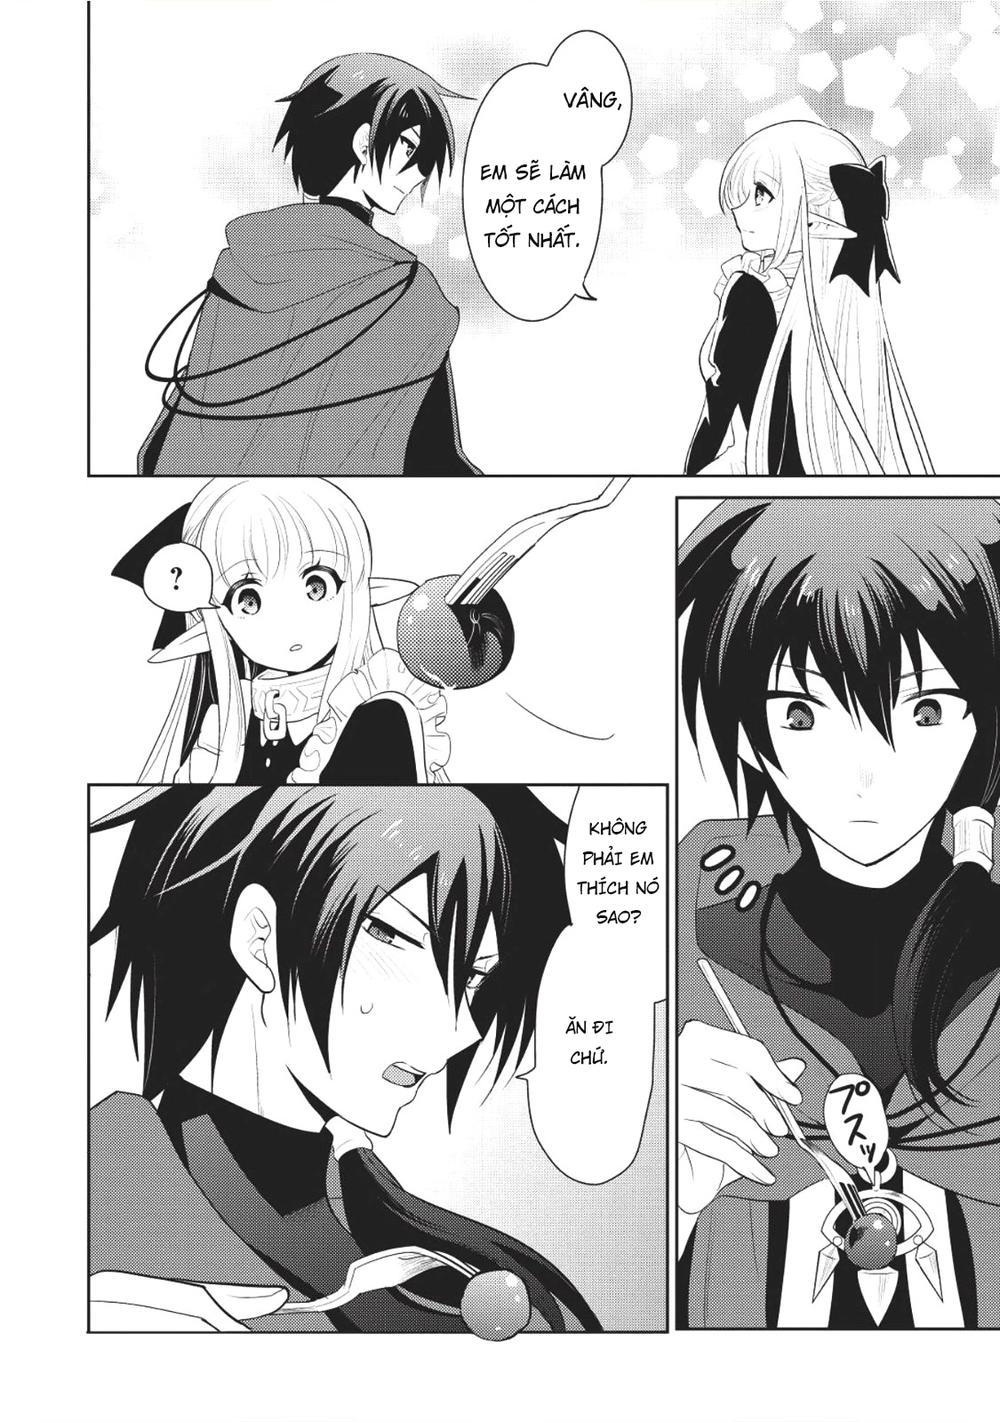 VÂNG,
EM SẼ LÀM
MỘT CÁCH
TỐT NHẤT.
プスッ
?
KHÔNG
PHẢI EM
THÍCH NÓ
SAO?
ĂN ĐI
CHỨ.